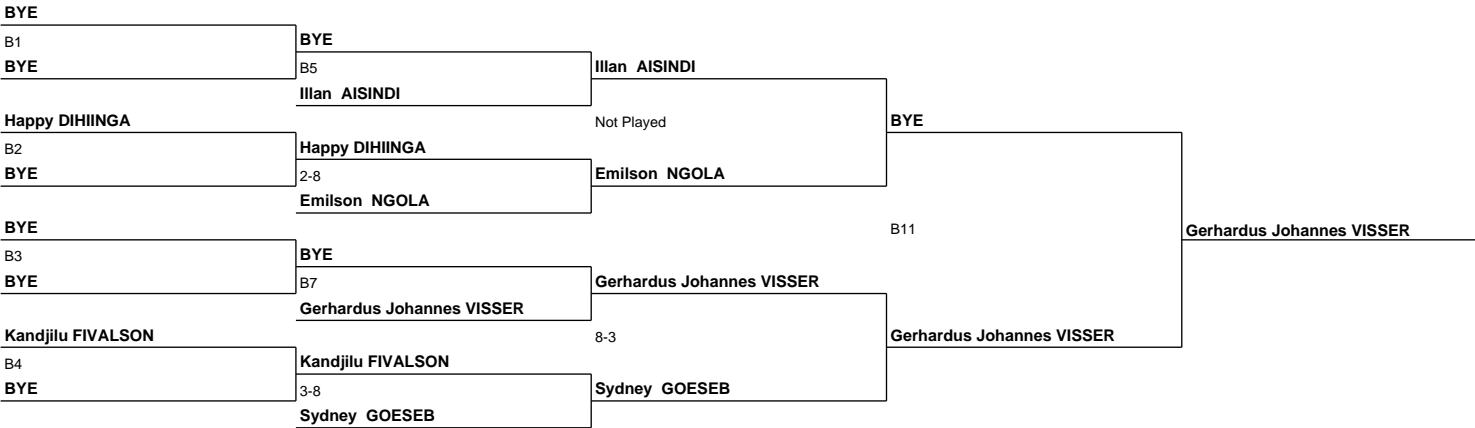 BYE
B1
BYE
BYE
B5
Illan  AISINDI
Illan  AISINDI
Happy DIHIINGA
Not Played
BYE
B2
Happy DIHIINGA
BYE
2-8
Emilson  NGOLA
Emilson  NGOLA
BYE
B11
Gerhardus Johannes VISSER
B3
BYE
BYE
B7
Gerhardus Johannes VISSER
Gerhardus Johannes VISSER
Kandjilu FIVALSON
8-3
Gerhardus Johannes VISSER
B4
Kandjilu FIVALSON
BYE
3-8
Sydney  GOESEB
Sydney  GOESEB